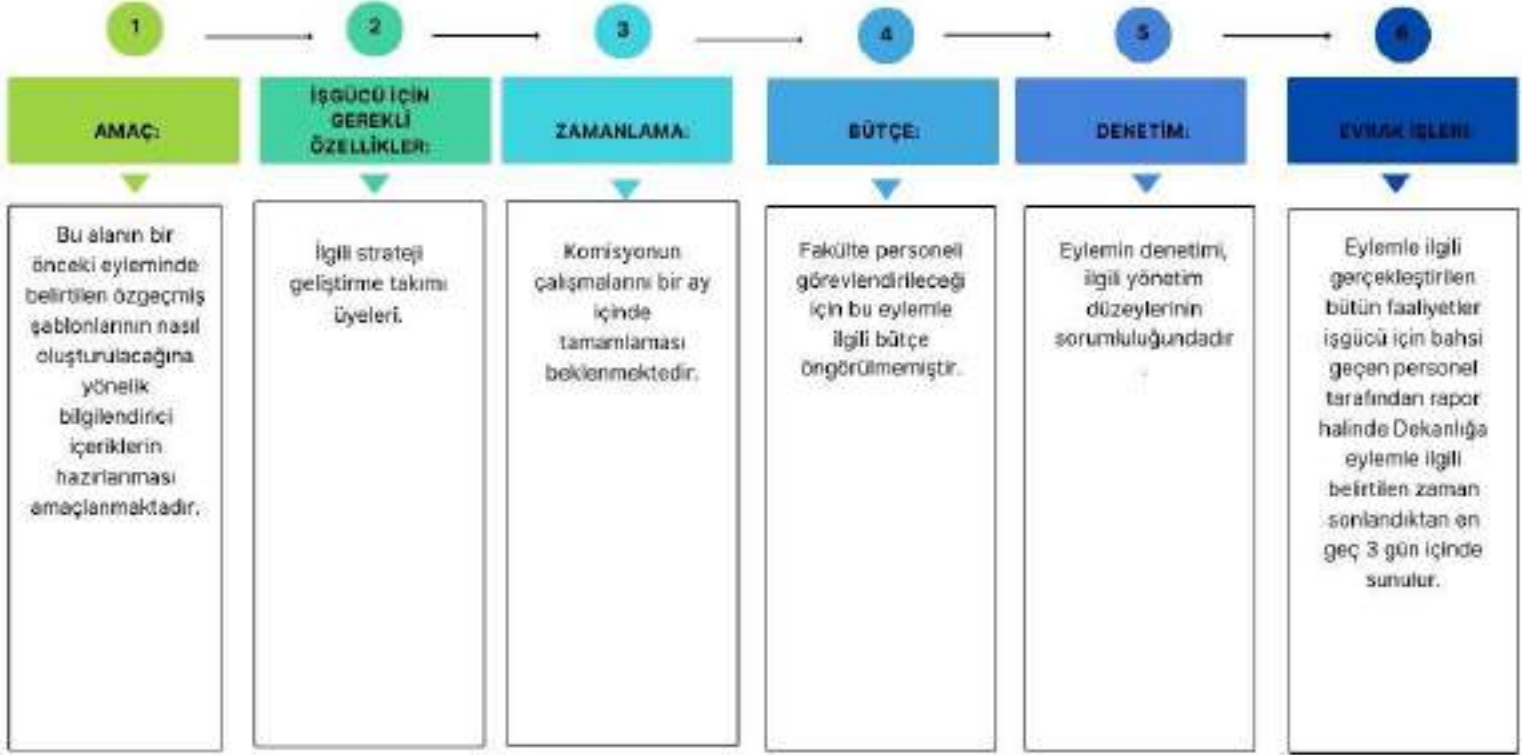 1
2
3
4
5
6
AMAÇ:
İŞGÜCÜ İÇİN
GEREKLİ
ÖZELLİKLER:
ZAMANLAMA:
BÜTÇE:
DENETİM:
EVRAK İŞLERİ:
Bu alanın bir
önceki eyleminde
belirtilen özgeçmiş
şablonlarının nasıl
oluşturulacağına
yönelik
bilgilendirici
içeriklerin
hazırlanması
amaçlanmaktadır.
İlgili strateji
geliştirme takımı
üyeleri.
Komisyonun
çalışmalarını bir ay
içinde
tamamlaması
beklenmektedir.
Fakülte personeli
görevlendirileceği
için bu eylemle
ilgili bütçe
öngörülmemiştir.
Eylemin denetimi,
ilgili yönetim
düzeylerinin
sorumluluğundadır
.
Eylemle ilgili
gerçekleştirilen
bütün faaliyetler
işgücü için bahsi
geçen personel
tarafından rapor
halinde Dekanlığa
eylemle ilgili
belirtilen zaman
sonlandıktan en
geç 3 gün içinde
sunulur.